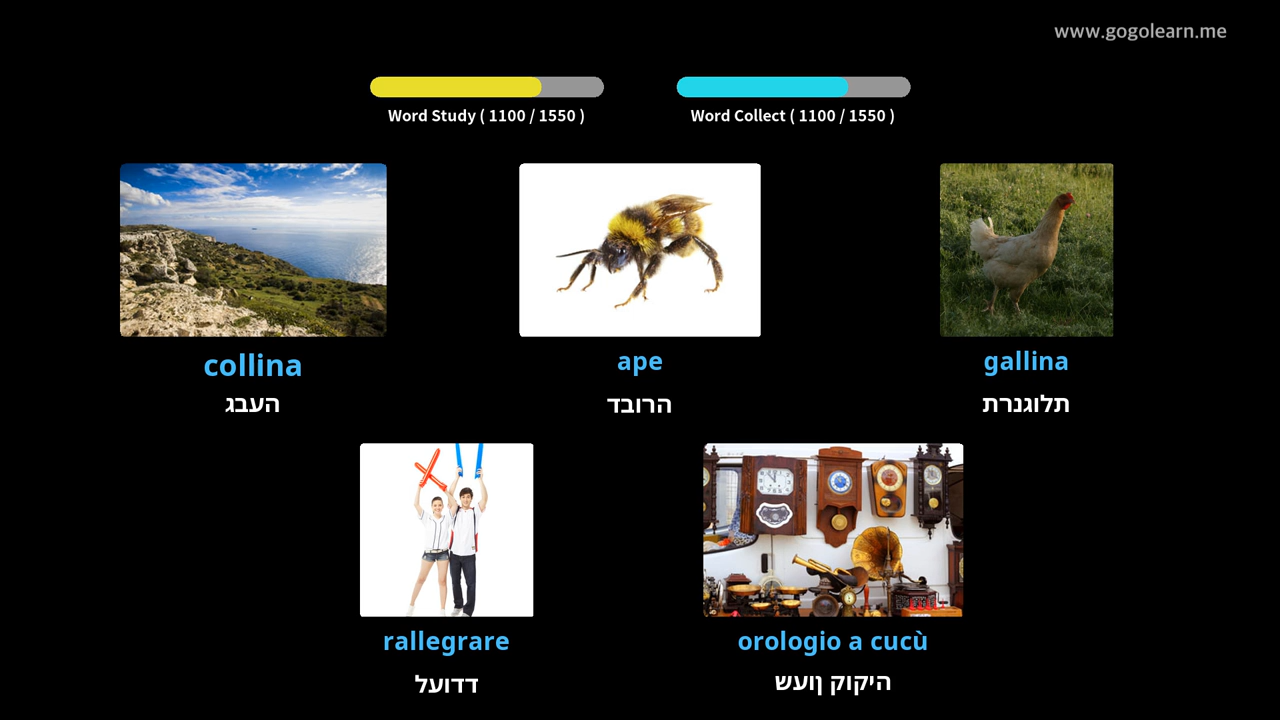 www.gogolearn.me
Word Study ( 1100 / 1550 )
Word Collect ( 1100 / 1550 )
collina
העבג
ape
הרובד
gallina
תלוגנרת
rallegrare
דדועל
orologio a cucù
היקוק ןועש